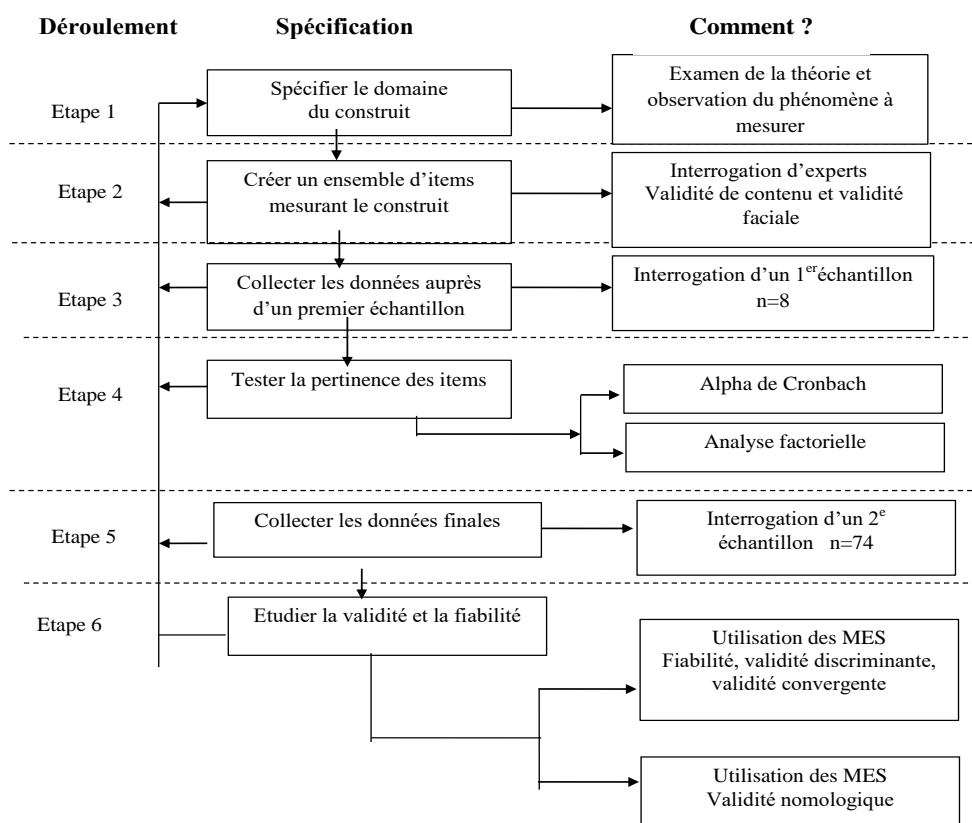 Déroulement
Spécification
Comment ?
Etape 1
Spécifier le domaine
du construit
Examen de la théorie et
observation du phénomène à
mesurer
Etape 2
Créer un ensemble d'items
mesurant le construit
Interrogation d'experts
Validité de contenu et validité
faciale
Etape 3
Collecter les données auprès
d'un premier échantillon
Interrogation d'un 1er échantillon
n=8
Etape 4
Tester la pertinence des items
Alpha de Cronbach
Analyse factorielle
Etape 5
Collecter les données finales
Interrogation d'un 2e
échantillon n=74
Etape 6
Etudier la validité et la fiabilité
Utilisation des MES
Fiabilité, validité discriminante,
validité convergente
Utilisation des MES
Validité nomologique